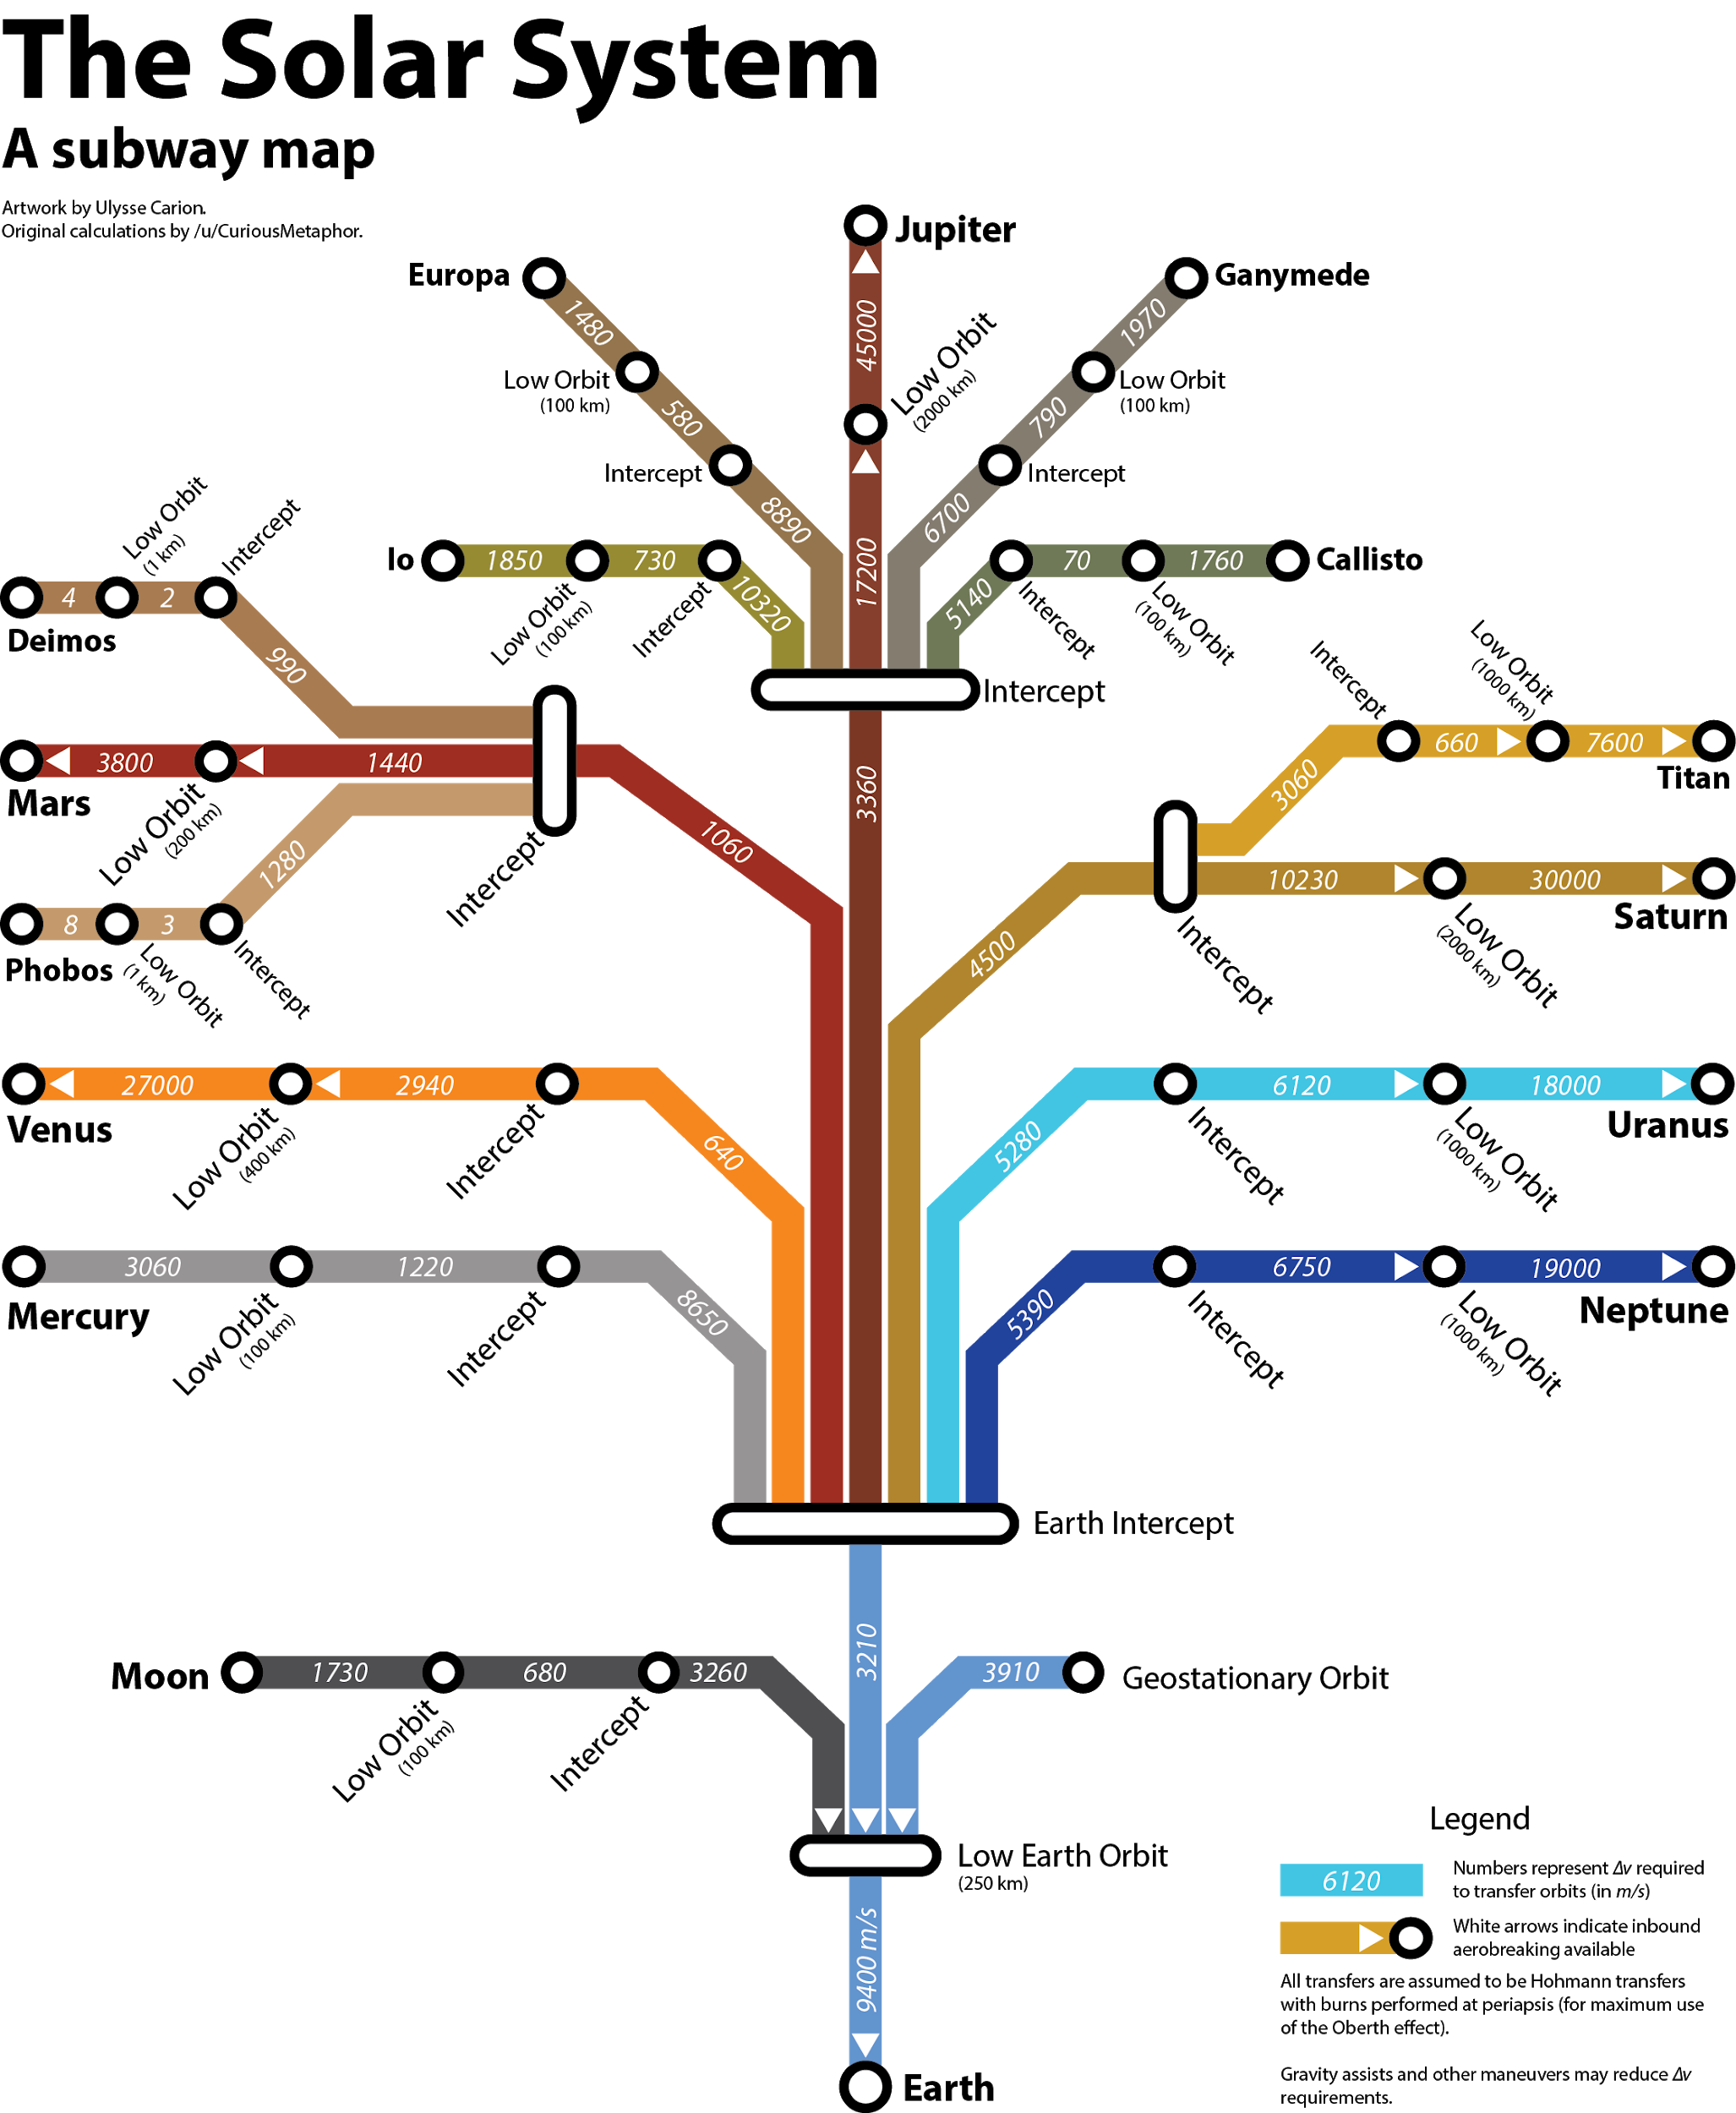 The Solar System
A subway map
Artwork by Ulysse Carion.
Original calculations by /u/CuriousMetaphor.
Jupiter
45000
Low Orbit
(2000 km)
17200
Europa
1480
Low Orbit
(100 km)
580
Intercept
8890
Ganymede
1970
Low Orbit
(100 km)
790
Intercept
6700
Io
1850
Low Orbit
(100 km)
730
Intercept
10320
Callisto
1760
Low Orbit
(100 km)
70
Intercept
5140
Intercept
3360
Deimos
4
Low Orbit
(1 km)
2
Intercept
990
Mars
3800
Low Orbit
(200 km)
1440
Intercept
1060
Phobos
8
Low Orbit
(1 km)
3
Intercept
1280
Titan
7600
Low Orbit
(1000 km)
660
Intercept
3060
Saturn
30000
Low Orbit
(2000 km)
10230
Intercept
4500
Venus
27000
Low Orbit
(400 km)
2940
Intercept
640
Uranus
18000
Low Orbit
(1000 km)
6120
Intercept
5280
Mercury
3060
Low Orbit
(100 km)
1220
Intercept
8650
Neptune
19000
Low Orbit
(1000 km)
6750
Intercept
5390
Earth Intercept
3210
Moon
1730
Low Orbit
(100 km)
680
Intercept
3260
3910
Geostationary Orbit
Low Earth Orbit
(250 km)
9400 m/s
Earth
Legend
6120
Numbers represent Δv required
to transfer orbits (in m/s)
White arrows indicate inbound
aerobreaking available
All transfers are assumed to be Hohmann transfers
with burns performed at periapsis (for maximum use
of the Oberth effect).
Gravity assists and other maneuvers may reduce Δv
requirements.